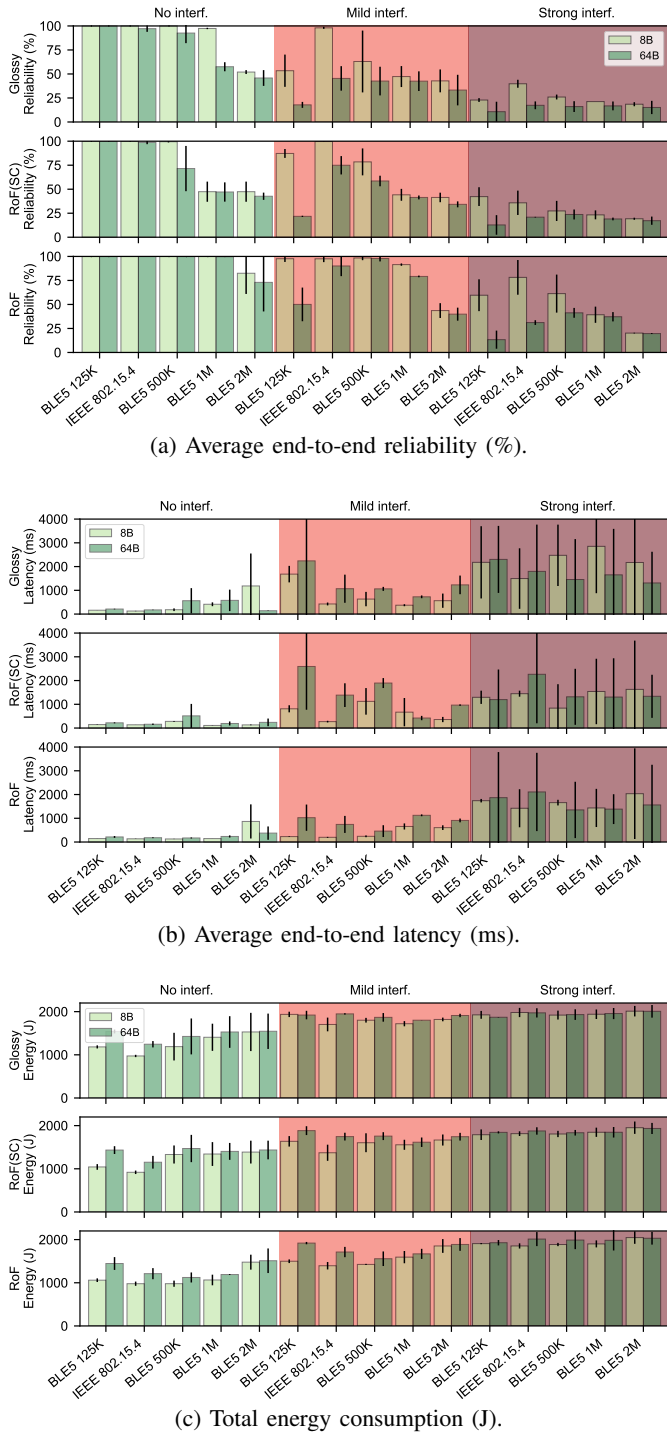 No interf. Mild interf. Strong interf.
Glossy
Reliability (%)
100
75
50
25
0
8B
64B
RoF(SC)
Reliability (%)
100
75
50
25
0
RoF
Reliability (%)
100
75
50
25
0
BLE5 125K IEEE 802.15.4 BLE5 500K BLE5 1M BLE5 2M BLE5 125K IEEE 802.15.4 BLE5 500K BLE5 1M BLE5 2M BLE5 125K IEEE 802.15.4 BLE5 500K BLE5 1M BLE5 2M
(a) Average end-to-end reliability (%).
No interf. Mild interf. Strong interf.
Glossy
Latency (ms)
4000
3000
2000
1000
0
8B
64B
RoF(SC)
Latency (ms)
4000
3000
2000
1000
0
RoF
Latency (ms)
4000
3000
2000
1000
0
BLE5 125K IEEE 802.15.4 BLE5 500K BLE5 1M BLE5 2M BLE5 125K IEEE 802.15.4 BLE5 500K BLE5 1M BLE5 2M BLE5 125K IEEE 802.15.4 BLE5 500K BLE5 1M BLE5 2M
(b) Average end-to-end latency (ms).
No interf. Mild interf. Strong interf.
Glossy
Energy (J)
2000
1000
0
8B
64B
RoF(SC)
Energy (J)
2000
1000
0
RoF
Energy (J)
2000
1000
0
BLE5 125K IEEE 802.15.4 BLE5 500K BLE5 1M BLE5 2M BLE5 125K IEEE 802.15.4 BLE5 500K BLE5 1M BLE5 2M BLE5 125K IEEE 802.15.4 BLE5 500K BLE5 1M BLE5 2M
(c) Total energy consumption (J).